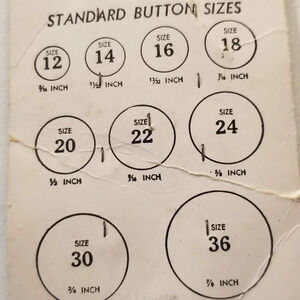 STANDARD BUTTON SIZES
SIZE
12
5/16 INCH
SIZE
14
11/32 INCH
SIZE
16
13/32 INCH
SIZE
18
7/16 INCH
SIZE
20
1/2 INCH
SIZE
22
9/16 INCH
SIZE
24
5/8 INCH
SIZE
30
3/4 INCH
SIZE
36
7/8 INCH